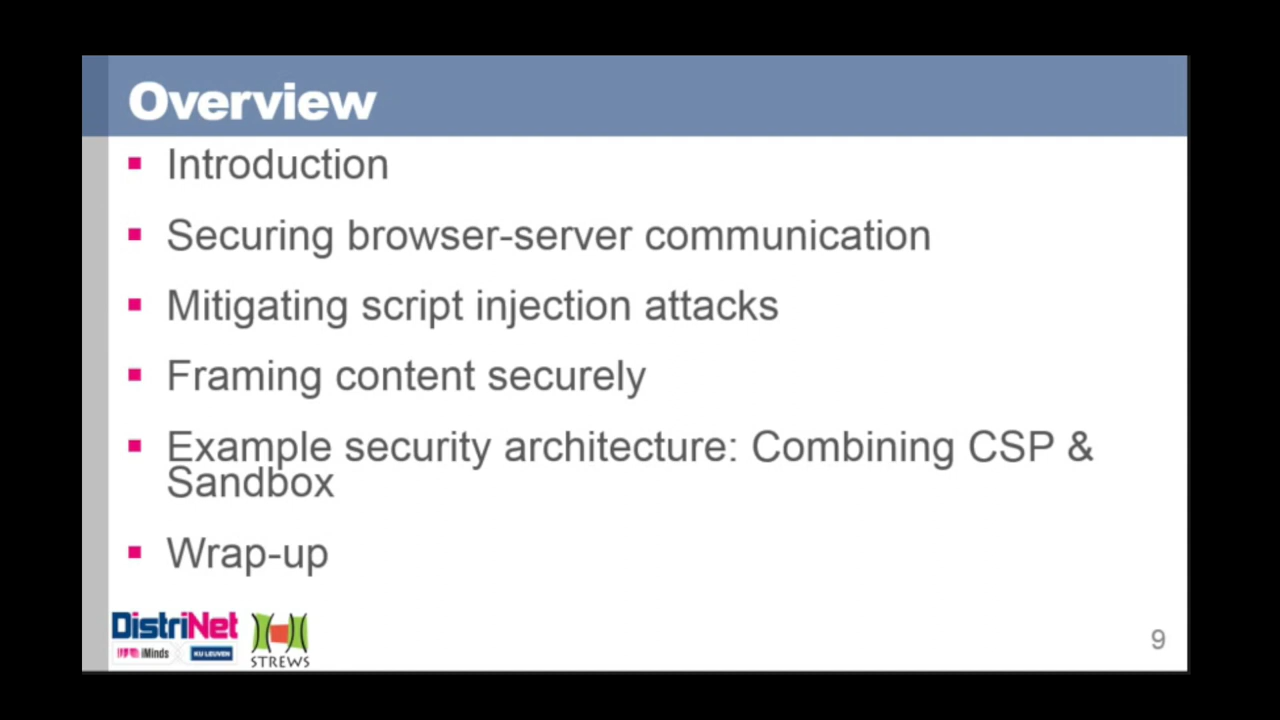 Overview
Introduction
Securing browser-server communication
Mitigating script injection attacks
Framing content securely
Example security architecture: Combining CSP &
Sandbox
Wrap-up
DistriNet
iMinds
KU LEUVEN
STREWS
9